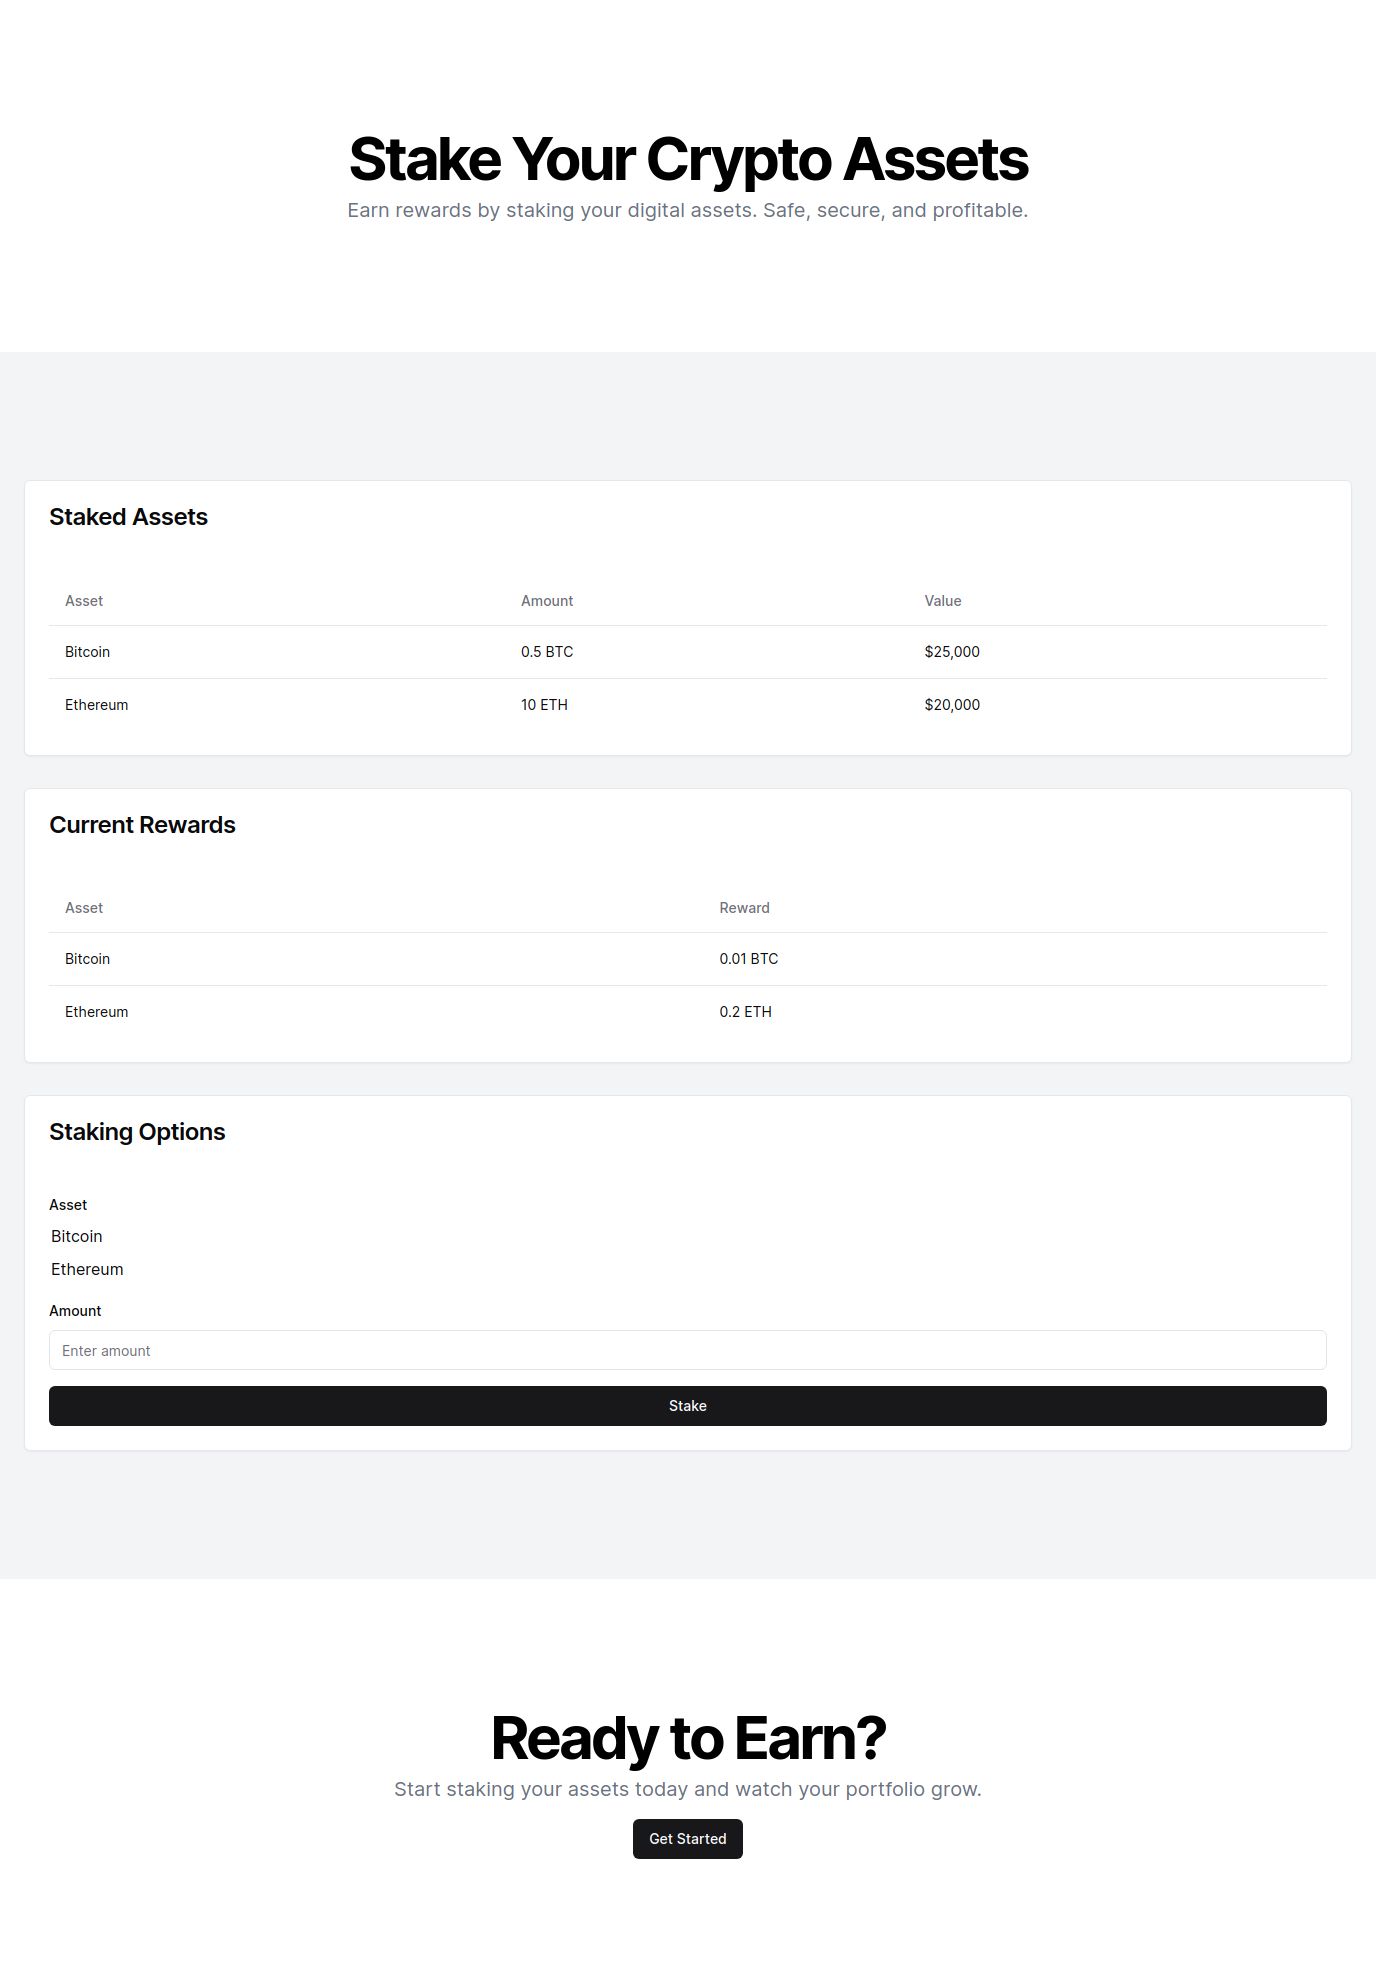 Stake Your Crypto Assets
Earn rewards by staking your digital assets. Safe, secure, and profitable.
Staked Assets
Asset Amount Value
Bitcoin 0.5 BTC $25,000
Ethereum 10 ETH $20,000
Current Rewards
Asset Reward
Bitcoin 0.01 BTC
Ethereum 0.2 ETH
Staking Options
Asset
Bitcoin
Ethereum
Amount
Enter amount
Stake
Ready to Earn?
Start staking your assets today and watch your portfolio grow.
Get Started